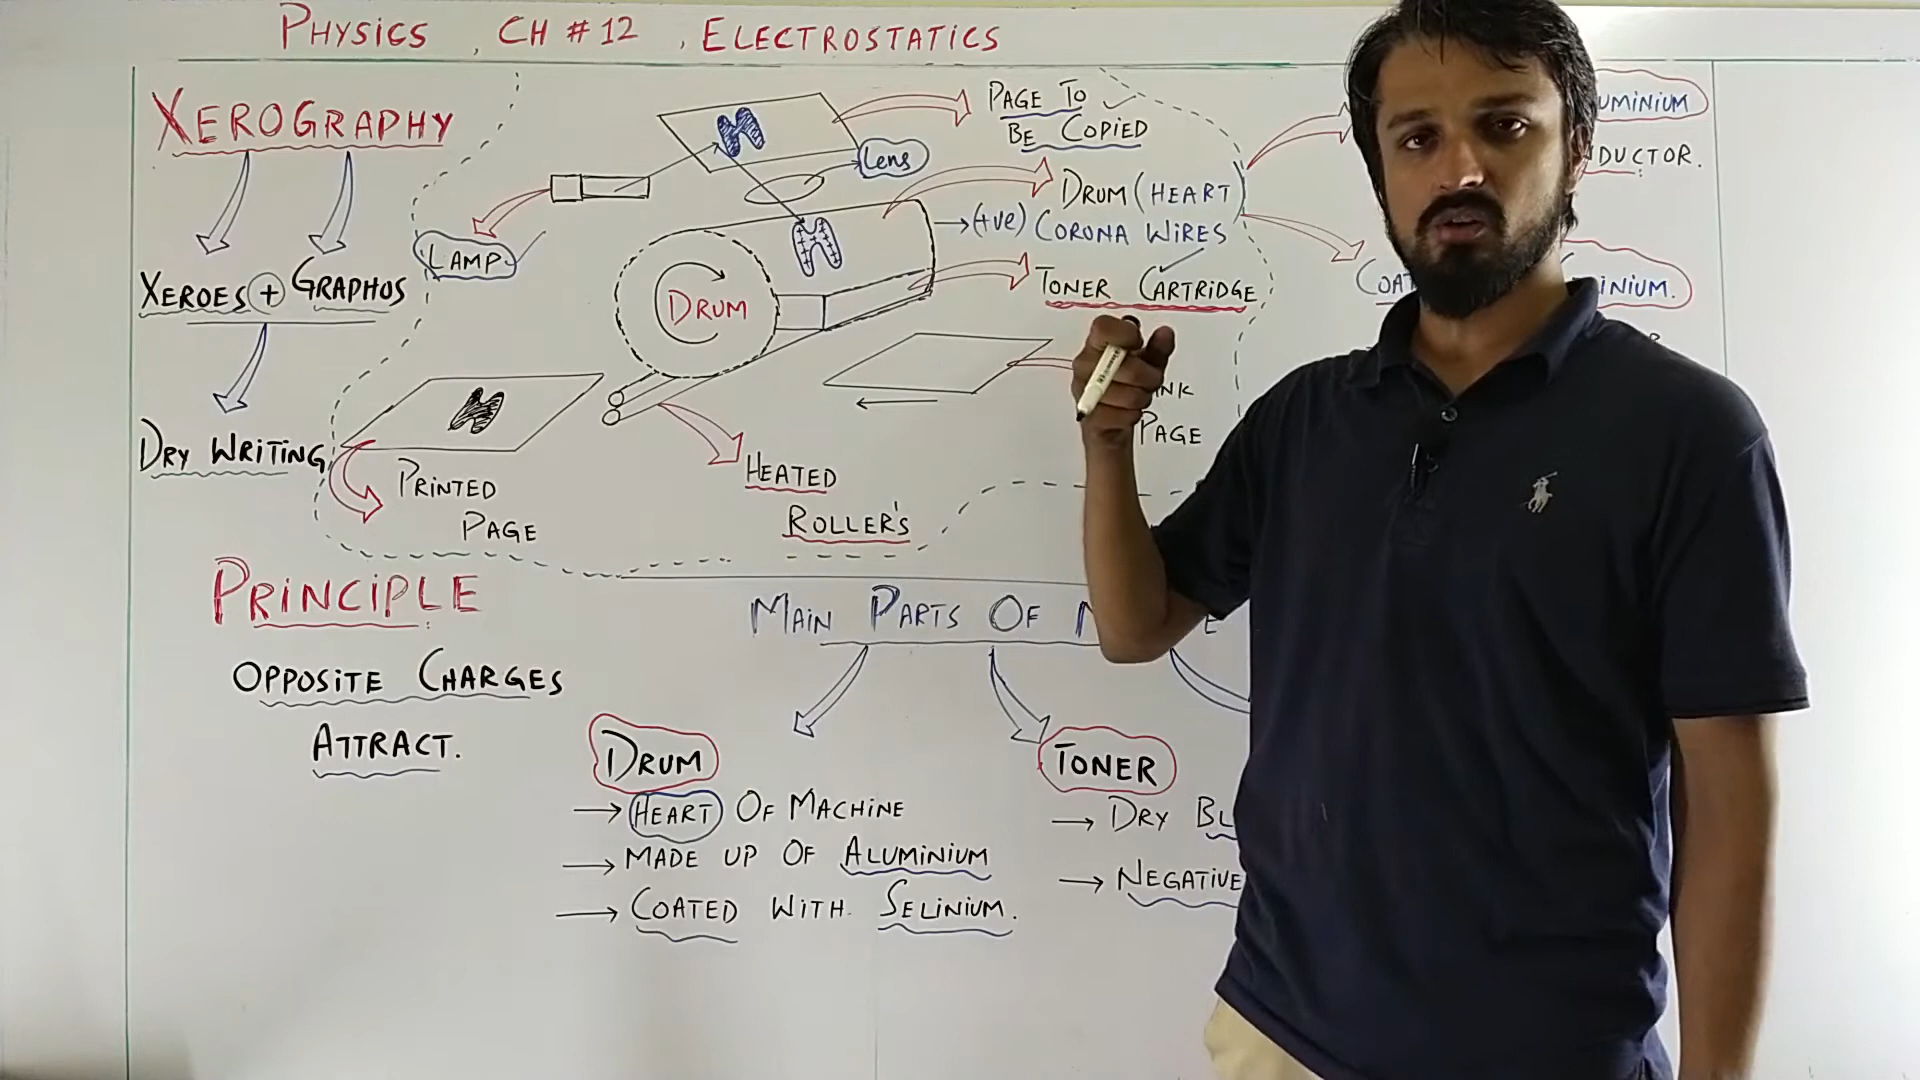 PHYSICS , CH # 12 , ELECTROSTATICS
XEROGRAPHY
XEROES + GRAPHOS
DRY WRITING
PAGE TO
BE COPIED
Lens
LAMP
DRUM (HEART)
(+ve) CORONA WIRES
TONER CARTRIDGE
DRUM
PAGE
PRINTED
PAGE
HEATED
ROLLER'S
PRINCIPLE
OPPOSITE CHARGES
ATTRACT.
MAIN PARTS OF
DRUM
→ HEART OF MACHINE
→ MADE UP OF ALUMINIUM
→ COATED WITH SELINIUM.
TONER
→ DRY
→ NEGATIVE